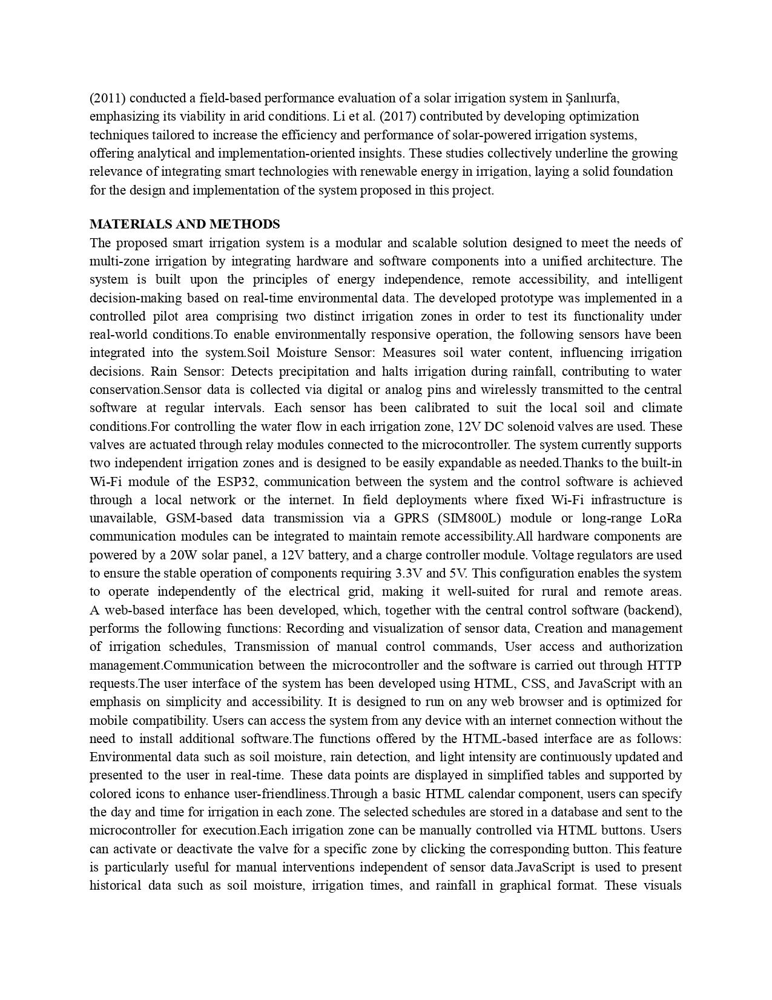 (2011) conducted a field-based performance evaluation of a solar irrigation system in Şanlıurfa,
emphasizing its viability in arid conditions. Li et al. (2017) contributed by developing optimization
techniques tailored to increase the efficiency and performance of solar-powered irrigation systems,
offering analytical and implementation-oriented insights. These studies collectively underline the growing
relevance of integrating smart technologies with renewable energy in irrigation, laying a solid foundation
for the design and implementation of the system proposed in this project.
MATERIALS AND METHODS
The proposed smart irrigation system is a modular and scalable solution designed to meet the needs of
multi-zone irrigation by integrating hardware and software components into a unified architecture. The
system is built upon the principles of energy independence, remote accessibility, and intelligent
decision-making based on real-time environmental data. The developed prototype was implemented in a
controlled pilot area comprising two distinct irrigation zones in order to test its functionality under
real-world conditions.To enable environmentally responsive operation, the following sensors have been
integrated into the system.Soil Moisture Sensor: Measures soil water content, influencing irrigation
decisions. Rain Sensor: Detects precipitation and halts irrigation during rainfall, contributing to water
conservation.Sensor data is collected via digital or analog pins and wirelessly transmitted to the central
software at regular intervals. Each sensor has been calibrated to suit the local soil and climate
conditions.For controlling the water flow in each irrigation zone, 12V DC solenoid valves are used. These
valves are actuated through relay modules connected to the microcontroller. The system currently supports
two independent irrigation zones and is designed to be easily expandable as needed.Thanks to the built-in
Wi-Fi module of the ESP32, communication between the system and the control software is achieved
through a local network or the internet. In field deployments where fixed Wi-Fi infrastructure is
unavailable, GSM-based data transmission via a GPRS (SIM800L) module or long-range LoRa
communication modules can be integrated to maintain remote accessibility.All hardware components are
powered by a 20W solar panel, a 12V battery, and a charge controller module. Voltage regulators are used
to ensure the stable operation of components requiring 3.3V and 5V. This configuration enables the system
to operate independently of the electrical grid, making it well-suited for rural and remote areas.
A web-based interface has been developed, which, together with the central control software (backend),
performs the following functions: Recording and visualization of sensor data, Creation and management
of irrigation schedules, Transmission of manual control commands, User access and authorization
management.Communication between the microcontroller and the software is carried out through HTTP
requests.The user interface of the system has been developed using HTML, CSS, and JavaScript with an
emphasis on simplicity and accessibility. It is designed to run on any web browser and is optimized for
mobile compatibility. Users can access the system from any device with an internet connection without the
need to install additional software.The functions offered by the HTML-based interface are as follows:
Environmental data such as soil moisture, rain detection, and light intensity are continuously updated and
presented to the user in real-time. These data points are displayed in simplified tables and supported by
colored icons to enhance user-friendliness.Through a basic HTML calendar component, users can specify
the day and time for irrigation in each zone. The selected schedules are stored in a database and sent to the
microcontroller for execution.Each irrigation zone can be manually controlled via HTML buttons. Users
can activate or deactivate the valve for a specific zone by clicking the corresponding button. This feature
is particularly useful for manual interventions independent of sensor data.JavaScript is used to present
historical data such as soil moisture, irrigation times, and rainfall in graphical format. These visuals